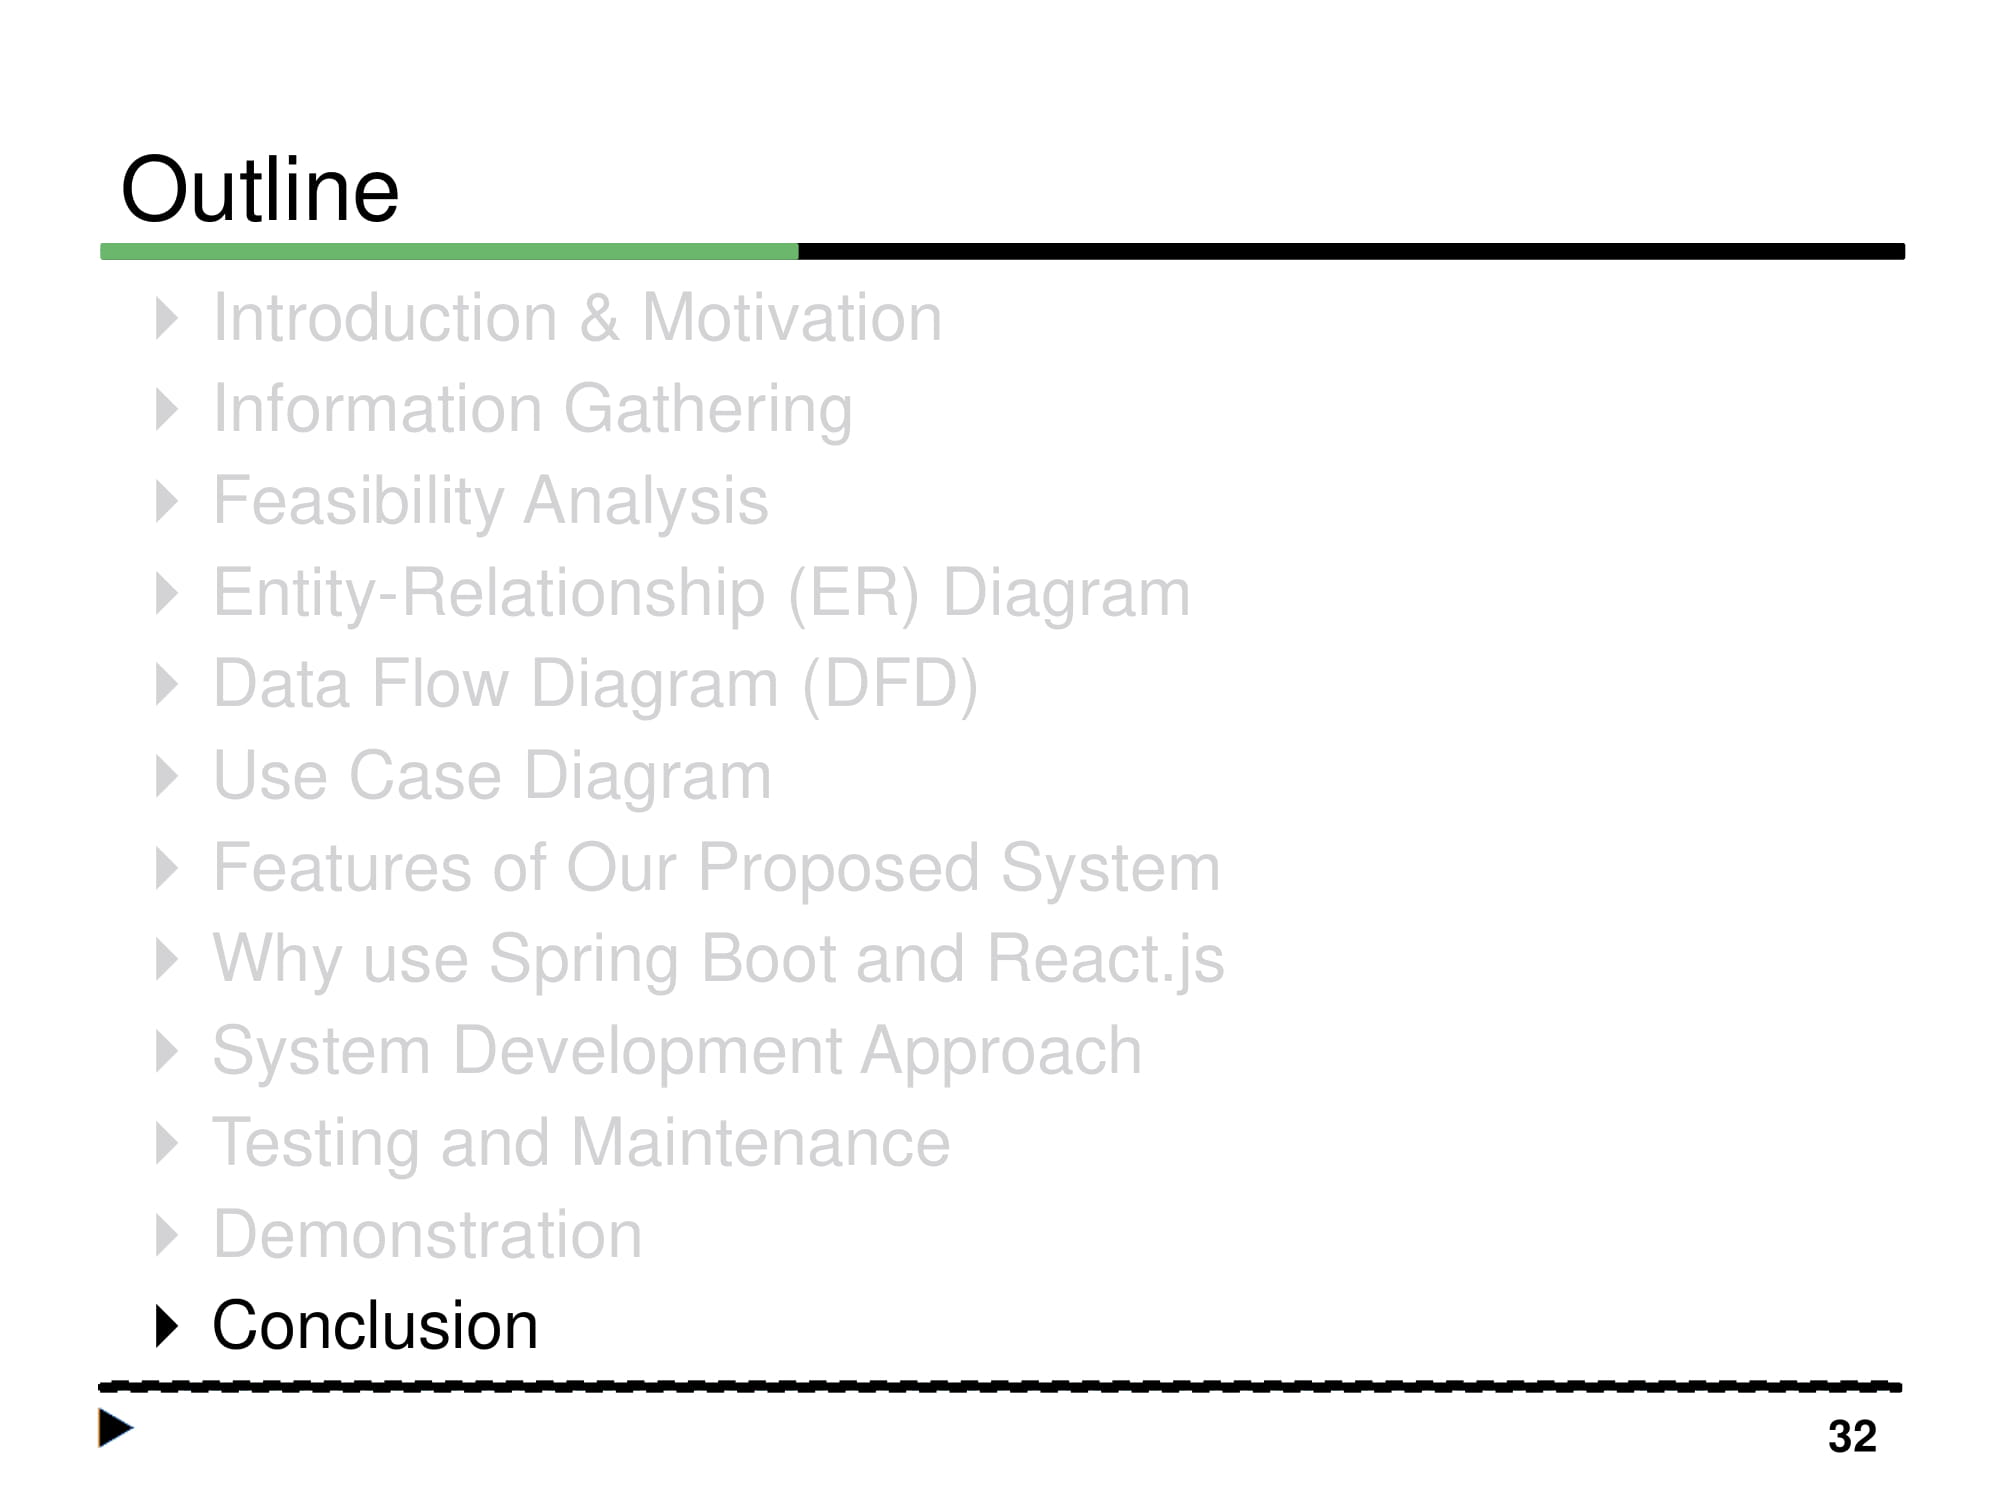 Outline
Introduction & Motivation
Information Gathering
Feasibility Analysis
Entity-Relationship (ER) Diagram
Data Flow Diagram (DFD)
Use Case Diagram
Features of Our Proposed System
Why use Spring Boot and React.js
System Development Approach
Testing and Maintenance
Demonstration
Conclusion
32